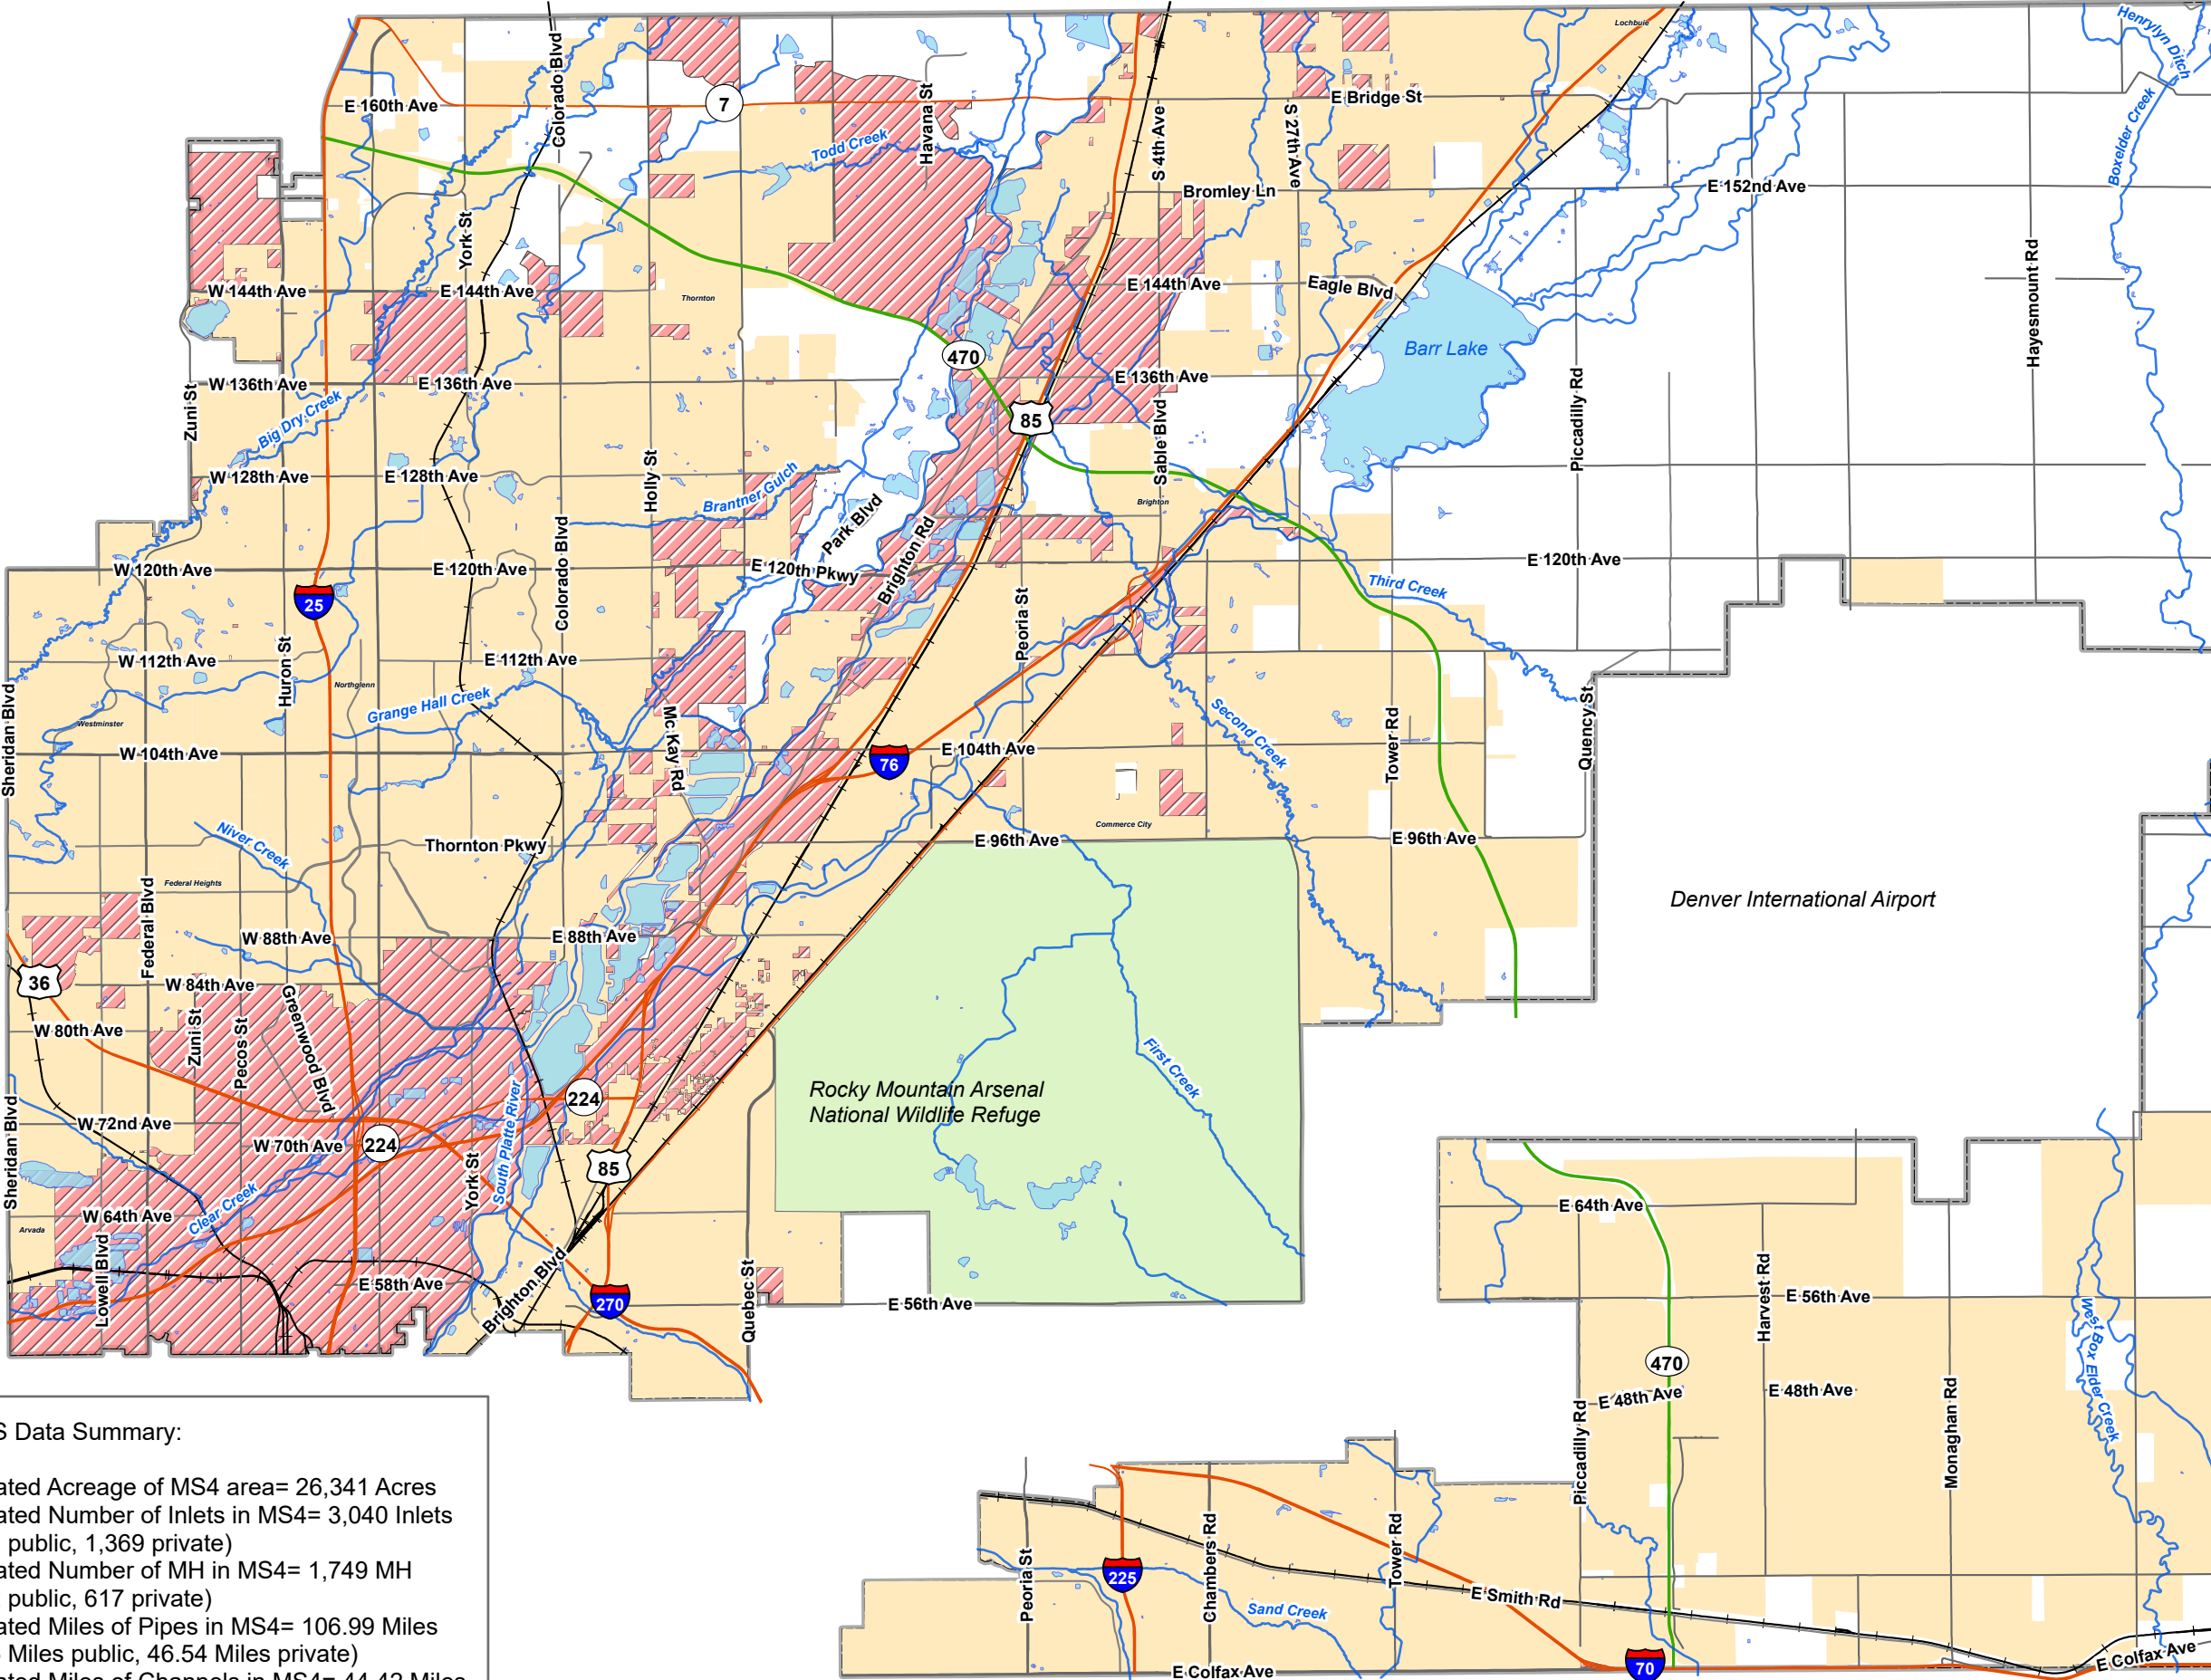 Lochbuie
Henrylyn Ditch
Colorado Blvd
E 160th Ave
7
Havana St
S 4th Ave
S 27th Ave
E Bridge St
Boxelder Creek
Todd Creek
Bromley Ln
E 152nd Ave
York St
Hayesmount Rd
W 144th Ave
E 144th Ave
Thornton
E 144th Ave
Eagle Blvd
470
Barr Lake
W 136th Ave
E 136th Ave
E 136th Ave
Zuni St
Big Dry Creek
85
Sable Blvd
Piccadilly Rd
W 128th Ave
E 128th Ave
Holly St
Brantner Gulch
Park Blvd
Brighton Rd
Brighton
Colorado Blvd
W 120th Ave
E 120th Ave
E 120th Pkwy
E 120th Ave
25
Third Creek
Peoria St
Huron St
W 112th Ave
E 112th Ave
Northglenn
Grange Hall Creek
Westminster
Sheridan Blvd
Mc Kay Rd
Second Creek
Tower Rd
Quency St
W 104th Ave
76
E 104th Ave
Niver Creek
Thornton Pkwy
Commerce City
E 96th Ave
E 96th Ave
Federal Heights
Federal Blvd
Denver International Airport
W 88th Ave
E 88th Ave
36
W 84th Ave
Greenwood Blvd
W 80th Ave
Zuni St
Pecos St
Rocky Mountain Arsenal
National Wildlife Refuge
First Creek
224
South Platte River
Sheridan Blvd
W 72nd Ave
W 70th Ave
224
York St
85
Clear Creek
W 64th Ave
Arvada
E 64th Ave
Lowell Blvd
E 58th Ave
Brighton Blvd
270
Quebec St
E 56th Ave
E 56th Ave
Harvest Rd
West Box Elder Creek
470
E 48th Ave
E 48th Ave
Piccadilly Rd
Monaghan Rd
S Data Summary:
ated Acreage of MS4 area= 26,341 Acres
ated Number of Inlets in MS4= 3,040 Inlets
public, 1,369 private)
ated Number of MH in MS4= 1,749 MH
public, 617 private)
ated Miles of Pipes in MS4= 106.99 Miles
Miles public, 46.54 Miles private)
ated Miles of Channels in MS4= 44.42 Miles
Peoria St
225
Chambers Rd
Tower Rd
E Smith Rd
Sand Creek
E Colfax Ave
70
E Colfax Ave